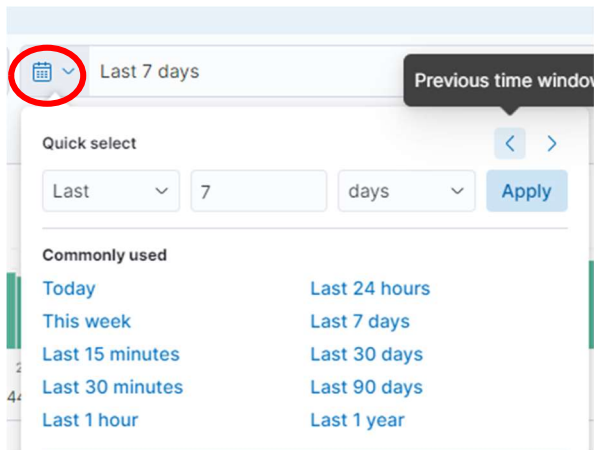 Last 7 days
Previous time window
Quick select
Last 7 days Apply
Commonly used
Today Last 24 hours
This week Last 7 days
Last 15 minutes Last 30 days
Last 30 minutes Last 90 days
Last 1 hour Last 1 year